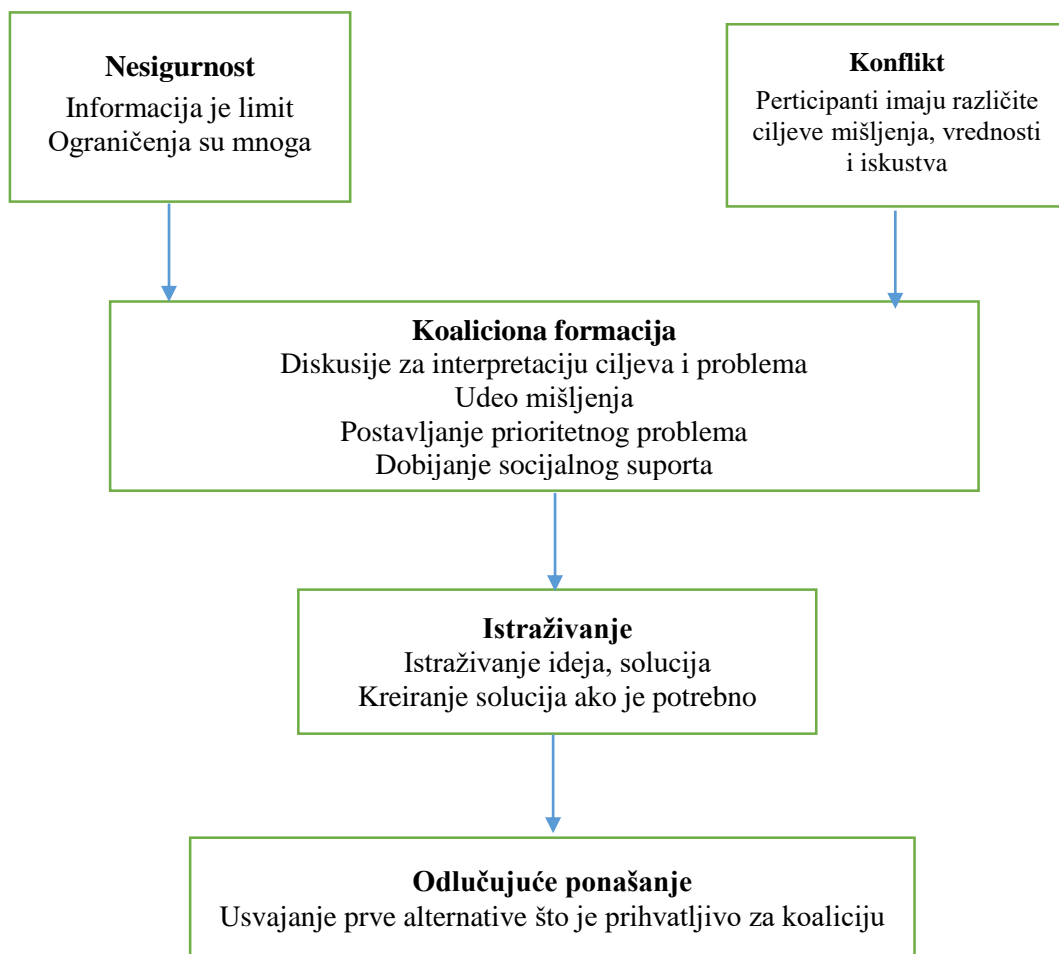 Nesigurnost
Informacija je limit
Ograničenja su mnoga
Konflikt
Perticipanti imaju različite
ciljeve mišljenja, vrednosti
i iskustva
Koaliciona formacija
Diskusije za interpretaciju ciljeva i problema
Udeo mišljenja
Postavljanje prioritetnog problema
Dobijanje socijalnog suporta
Istraživanje
Istraživanje ideja, solucija
Kreiranje solucija ako je potrebno
Odlučujuće ponašanje
Usvajanje prve alternative što je prihvatljivo za koaliciju